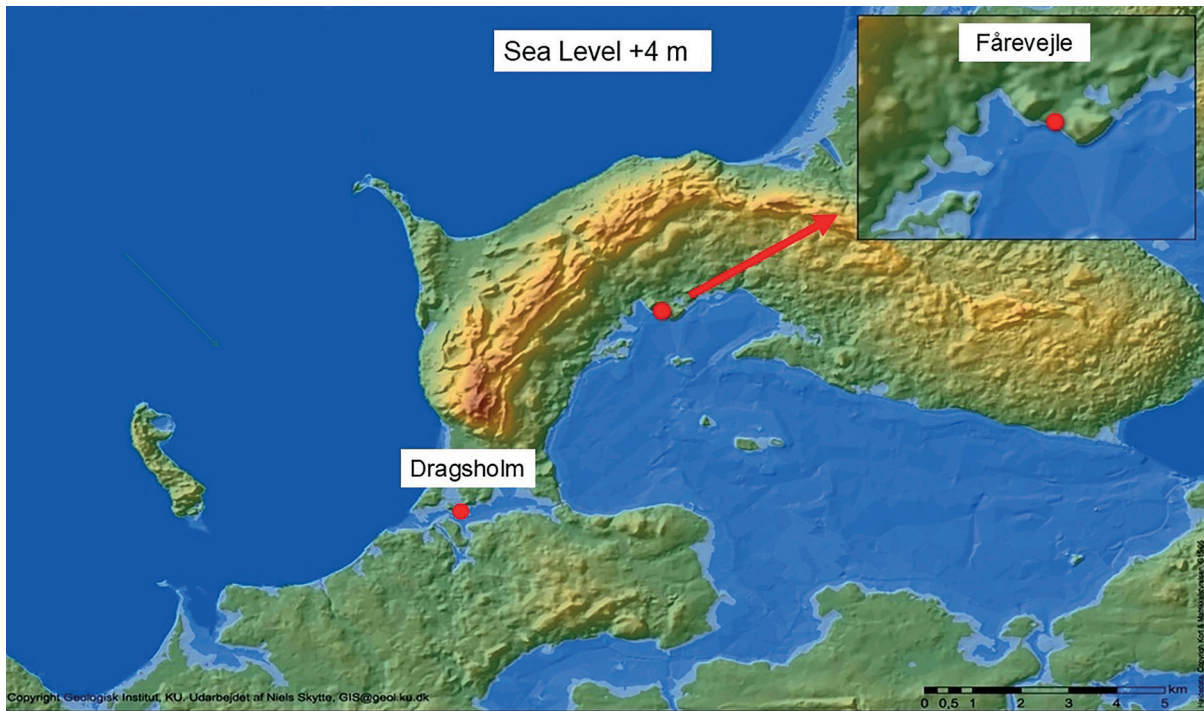 Sea Level +4 m
Fårevejle
Dragsholm
Copyright Geologisk Institut, KU. Udarbejdet af Niels Skytte, GIS@geol.ku.dk
km
0 0,5 1 2 3 4 5